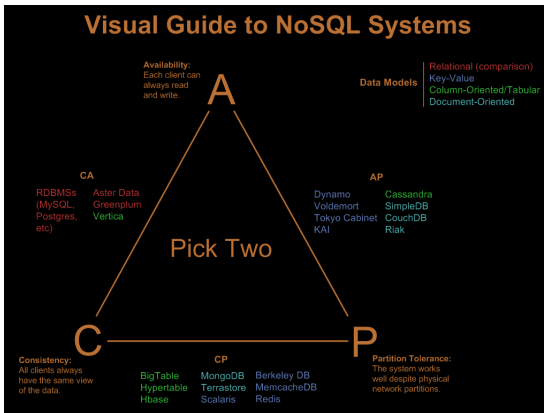 Visual Guide to NoSQL Systems
Availability:
Each client can
always read
and write.
A
Data Models
Relational (comparison)
Key-Value
Column-Oriented/Tabular
Document-Oriented
CA
RDBMSs
(MySQL,
Postgres,
etc)
Aster Data
Greenplum
Vertica
AP
Dynamo
Voldemort
Tokyo Cabinet
KAI
Cassandra
SimpleDB
CouchDB
Riak
Pick Two
C
Consistency:
All clients always
have the same view
of the data.
CP
BigTable
Hypertable
Hbase
MongoDB
Terrastore
Scalaris
Berkeley DB
MemcacheDB
Redis
P
Partition Tolerance:
The system works
well despite physical
network partitions.